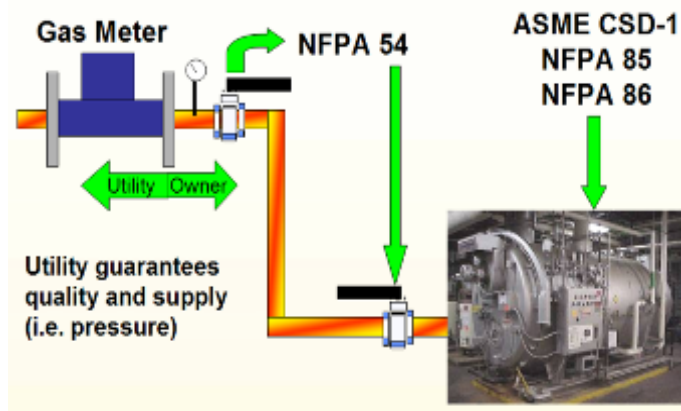 Gas Meter
NFPA 54
ASME CSD-1
NFPA 85
NFPA 86
Utility Owner
Utility guarantees
quality and supply
(i.e. pressure)